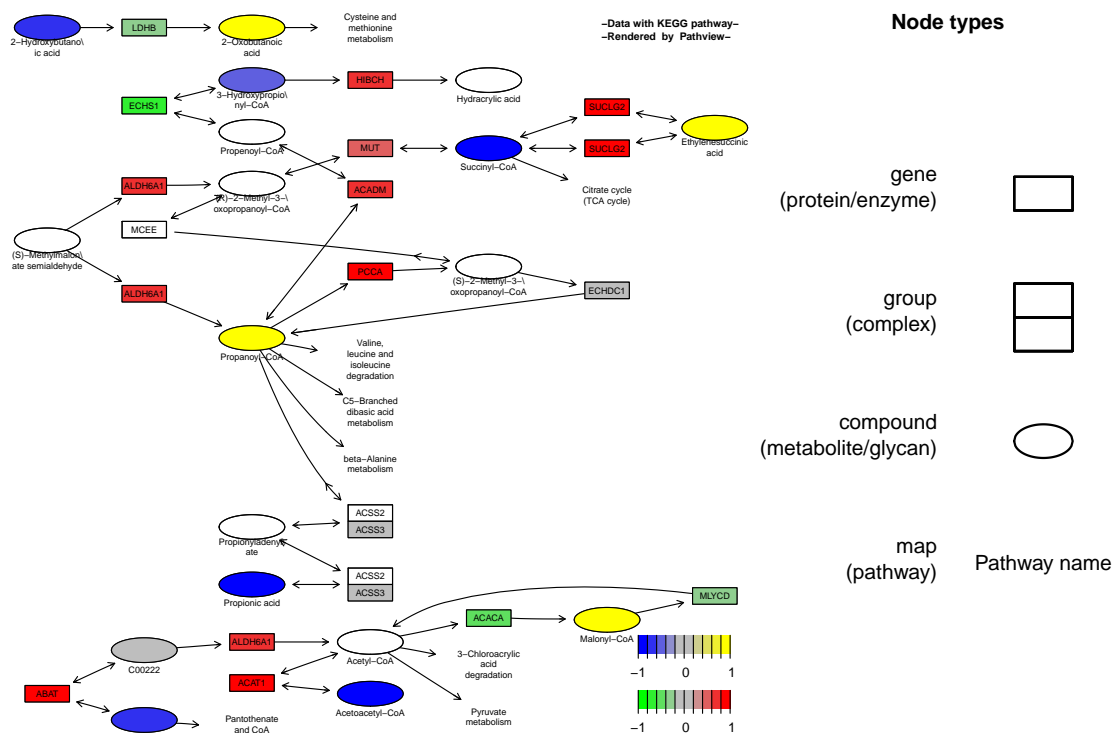 2−Hydroxybutano\
ic acid
LDHB
2−Oxobutanoic
acid
Cysteine and
methionine
metabolism
−Data with KEGG pathway−
−Rendered by Pathview−
Node types
3−Hydroxypropio\
nyl−CoA
HIBCH
Hydracrylic acid
ECHS1
Propenoyl−CoA
MUT
Succinyl−CoA
SUCLG2
SUCLG2
Ethylenesuccinic
acid
Citrate cycle
(TCA cycle)
ALDH6A1
(R)−2−Methyl−3−\
oxopropanoyl−CoA
ACADM
MCEE
(S)−Methylmalon\
ate semialdehyde
ALDH6A1
PCCA
(S)−2−Methyl−3−\
oxopropanoyl−CoA
ECHDC1
Propanoyl−CoA
Valine,
leucine and
isoleucine
degradation
C5−Branched
dibasic acid
metabolism
beta−Alanine
metabolism
ACSS2
ACSS3
Propionyladeny\
ate
ACSS2
ACSS3
Propionic acid
MLYCD
ACACA
Malonyl−CoA
C00222
ALDH6A1
Acetyl−CoA
3−Chloroacrylic
acid
degradation
ABAT
ACAT1
Acetoacetyl−CoA
Pyruvate
metabolism
Pantothenate
and CoA
−1 0 1
−1 0 1
gene
(protein/enzyme)
group
(complex)
compound
(metabolite/glycan)
map
(pathway)
Pathway name